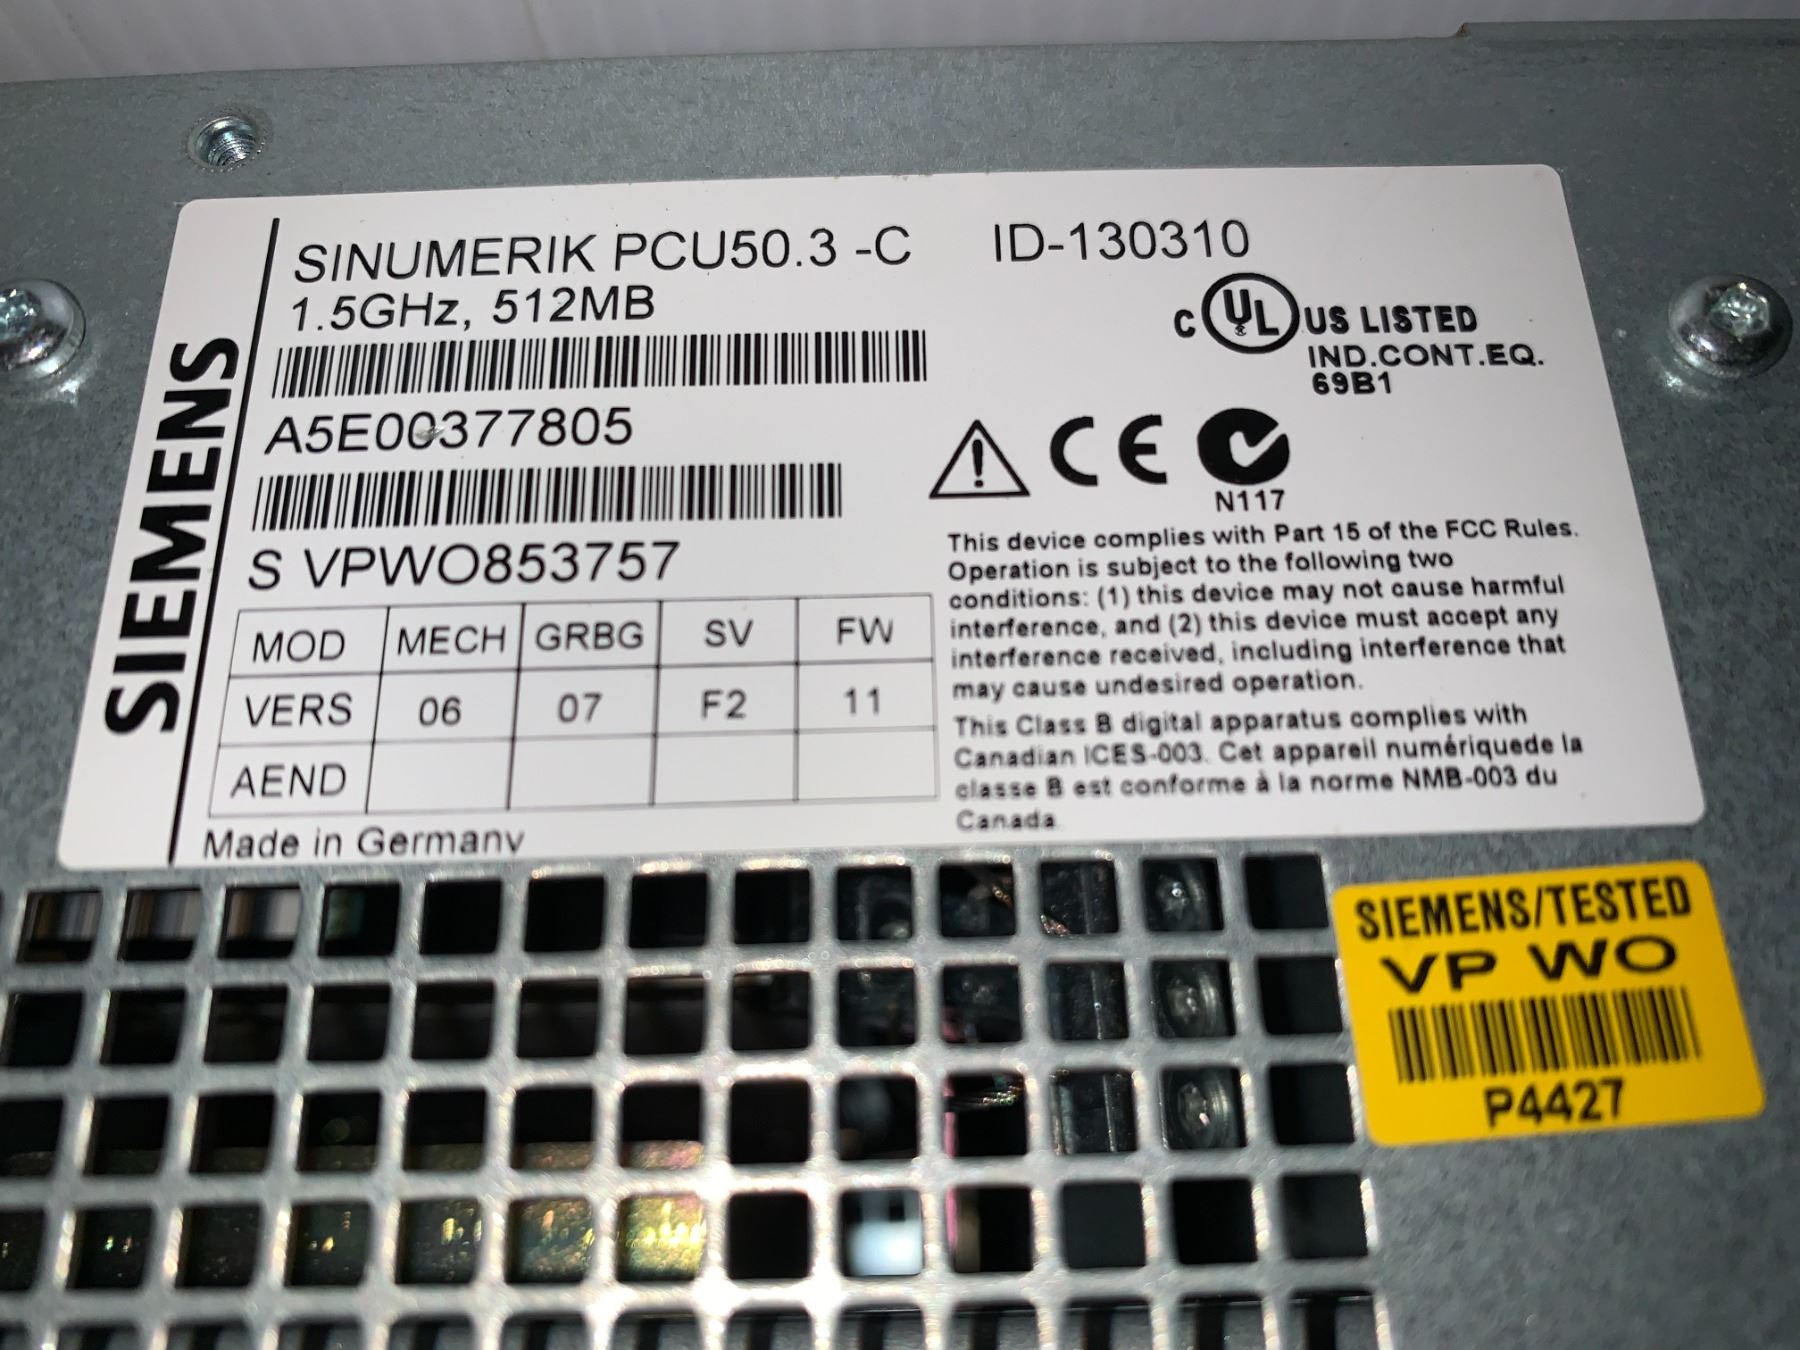 SIEMENS
SINUMERIK PCU50.3 -C ID-130310
1.5GHz, 512MB
A5E00377805
S VPWO853757
MOD MECH GRBG SV FW
VERS 06 07 F2 11
AEND
Made in Germany
C UL ® US LISTED
IND.CONT.EQ.
69B1
CE
N117
This device complies with Part 15 of the FCC Rules.
Operation is subject to the following two
conditions: (1) this device may not cause harmful
interference, and (2) this device must accept any
interference received, including interference that
may cause undesired operation.
This Class B digital apparatus complies with
Canadian ICES-003. Cet appareil numériquede la
classe B est conforme à la norme NMB-003 du
Canada
SIEMENS/TESTED
VP WO
P4427